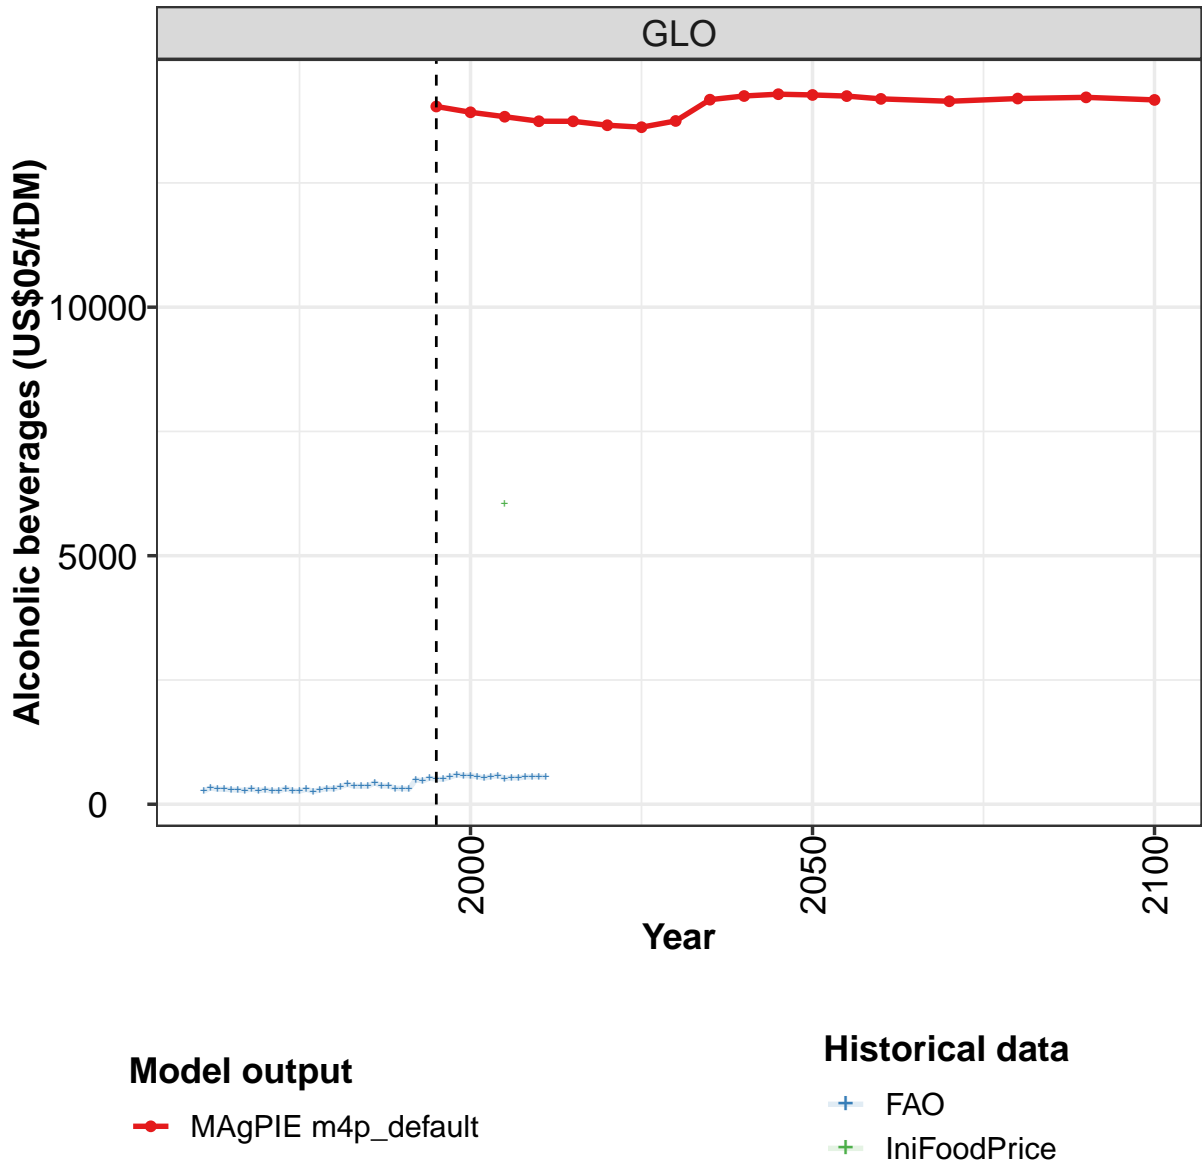 GLO
Alcoholic beverages (US$05/tDM)
10000
5000
0
2000
2050
2100
Year
Model output
MAgPIE m4p_default
Historical data
FAO
IniFoodPrice